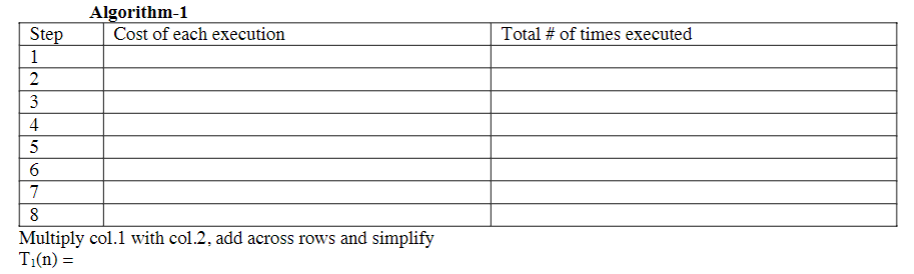 Algorithm-1
Step Cost of each execution Total # of times executed
1
2
3
4
5
6
7
8
Multiply col.1 with col.2, add across rows and simplify
T₁(n) =